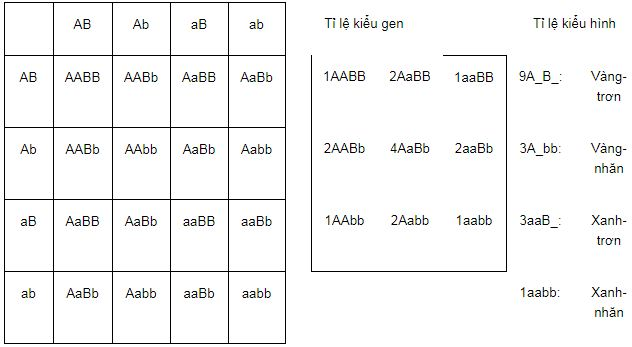 AB Ab aB ab Tỉ lệ kiểu gen Tỉ lệ kiểu hình
AB AABB AABb AaBB AaBb 1AABB 2AaBB 1aaBB 9A_B_: Vàng-
trơn
Ab AABb AAbb AaBb Aabb 2AABb 4AaBb 2aaBb 3A_bb: Vàng-
nhăn
aB AaBB AaBb aaBB aaBb 1AAbb 2Aabb 1aabb 3aaB_: Xanh-
trơn
ab AaBb Aabb aaBb aabb 1aabb: Xanh-
nhăn